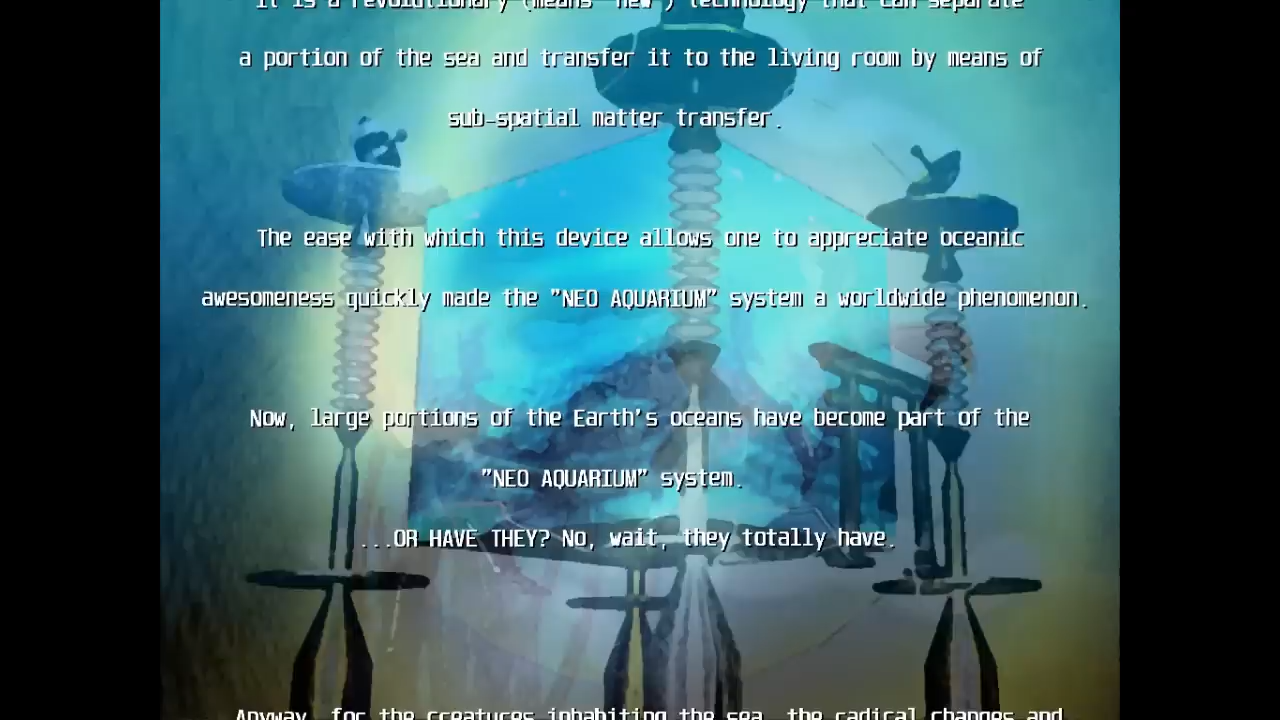 It is a revolutionary (means "new") technology that can separate
a portion of the sea and transfer it to the living room by means of
sub-spatial matter transfer.
The ease with which this device allows one to appreciate oceanic
awesomeness quickly made the "NEO AQUARIUM" system a worldwide phenomenon.
Now, large portions of the Earth's oceans have become part of the
"NEO AQUARIUM" system.
...OR HAVE THEY? No, wait, they totally have.
Anyway, for the creatures inhabiting the sea, the radical changes and